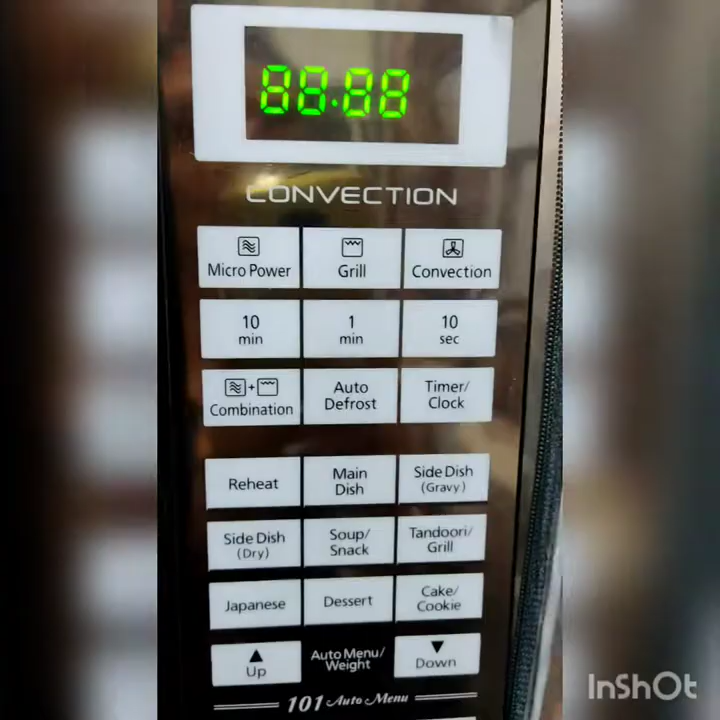 88:88
CONVECTION
Micro Power Grill Convection
10 min 1 min 10 sec
+
Combination Auto Defrost Timer/ Clock
Reheat Main Dish Side Dish (Gravy)
Side Dish (Dry) Soup/ Snack Tandoori/ Grill
Japanese Dessert Cake/ Cookie
▲ Up Auto Menu/ Weight ▼ Down
101 Auto Menu
InShOt